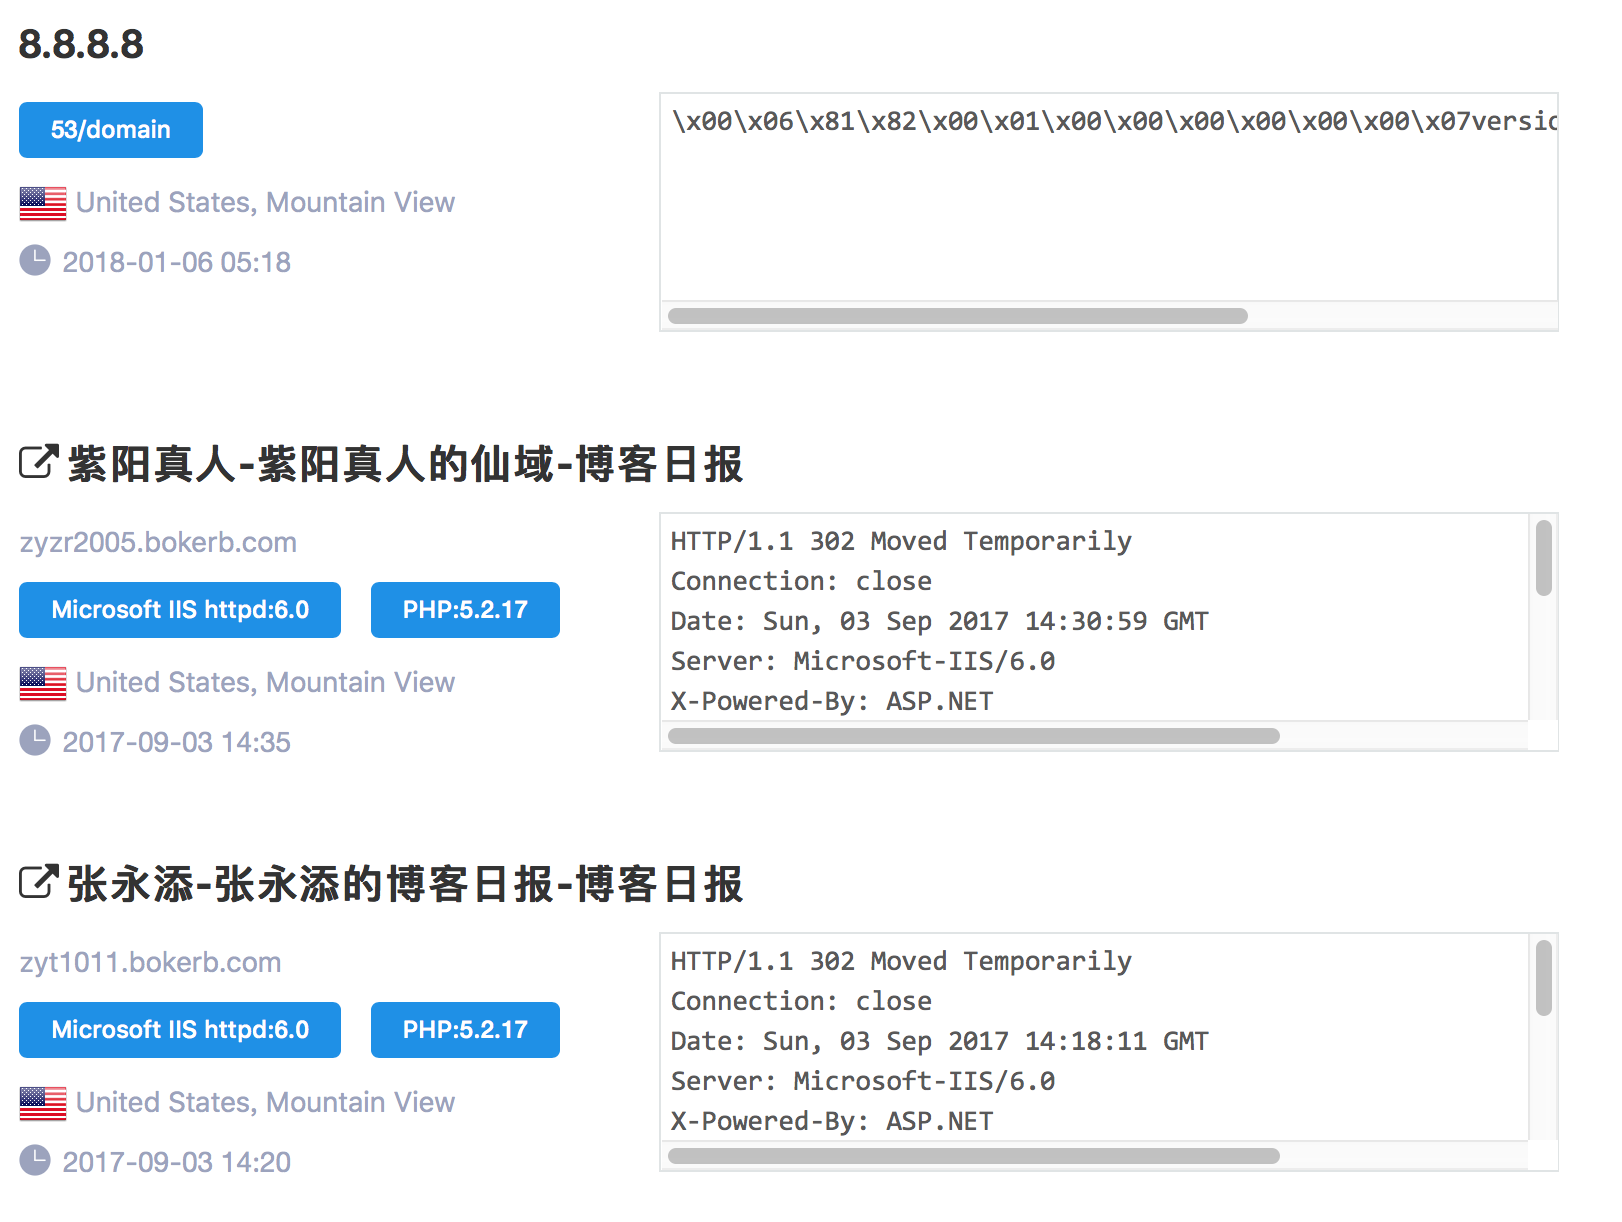 8.8.8.8
53/domain
\x00\x06\x81\x82\x00\x01\x00\x00\x00\x00\x00\x00\x07versio
United States, Mountain View
2018-01-06 05:18
紫阳真人-紫阳真人的仙域-博客日报
zyzr2005.bokerb.com
Microsoft IIS httpd:6.0
PHP:5.2.17
United States, Mountain View
2017-09-03 14:35
HTTP/1.1 302 Moved Temporarily
Connection: close
Date: Sun, 03 Sep 2017 14:30:59 GMT
Server: Microsoft-IIS/6.0
X-Powered-By: ASP.NET
张永添-张永添的博客日报-博客日报
zyt1011.bokerb.com
Microsoft IIS httpd:6.0
PHP:5.2.17
United States, Mountain View
2017-09-03 14:20
HTTP/1.1 302 Moved Temporarily
Connection: close
Date: Sun, 03 Sep 2017 14:18:11 GMT
Server: Microsoft-IIS/6.0
X-Powered-By: ASP.NET